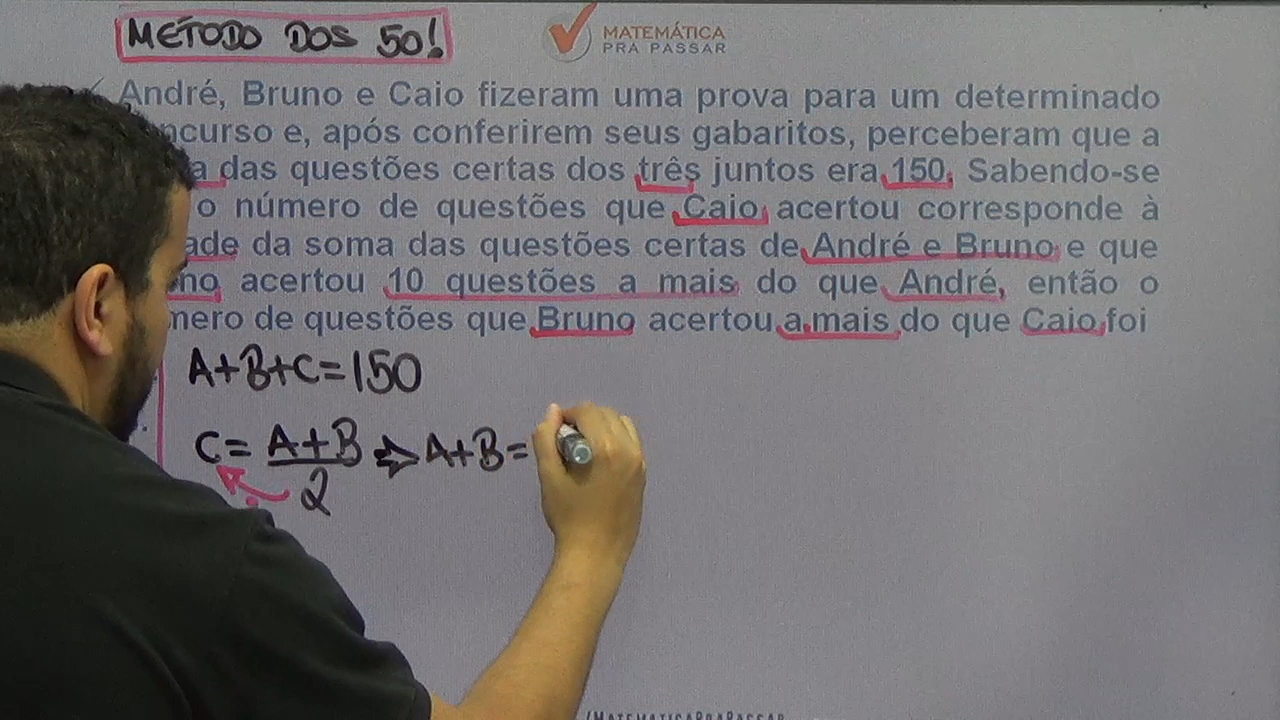 MÉTODO DOS 50!
MATEMÁTICA
PRA PASSAR
André, Bruno e Caio fizeram uma prova para um determinado
e, após conferirem seus gabaritos, perceberam que a
das questões certas dos três juntos era 150. Sabendo-se
o número de questões que Caio acertou corresponde à
da soma das questões certas de André e Bruno e que
acertou 10 questões a mais do que André, então o
de questões que Bruno acertou a mais do que Caio foi
A+B+C=150
C=A+B/2 ⇒ A+B=
/MATEMATICAPRAPASSAR